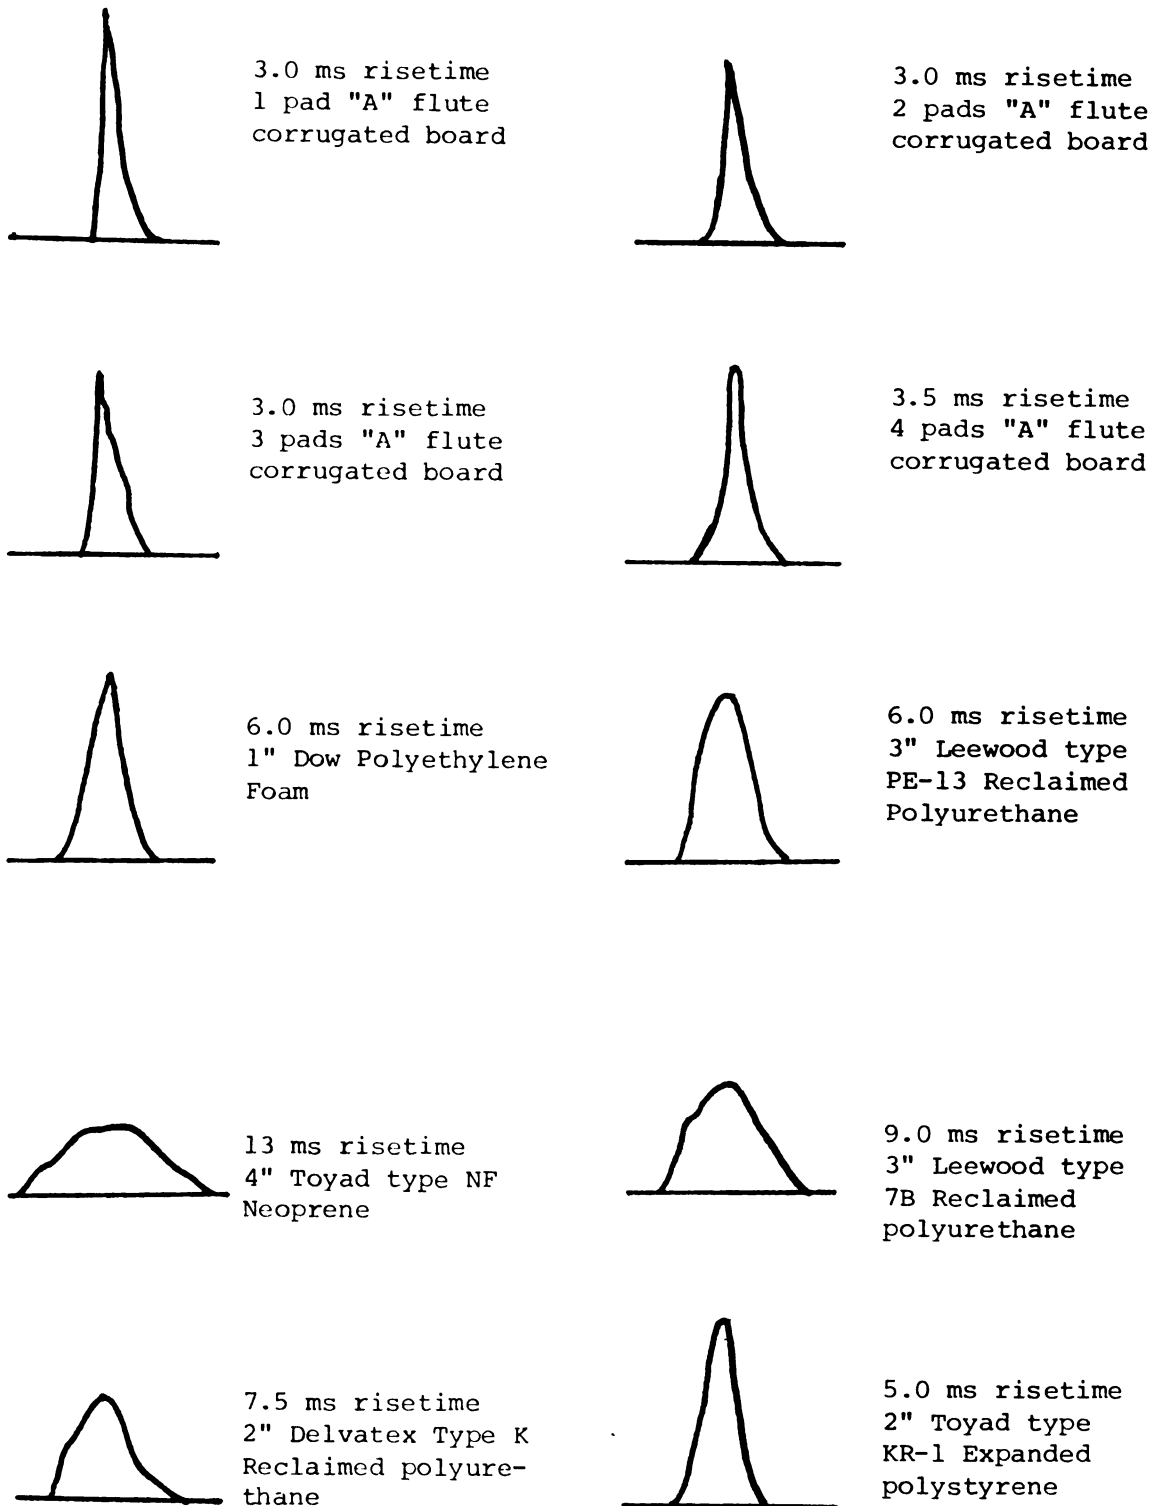 3.0 ms risetime
1 pad "A" flute
corrugated board
3.0 ms risetime
2 pads "A" flute
corrugated board
3.0 ms risetime
3 pads "A" flute
corrugated board
3.5 ms risetime
4 pads "A" flute
corrugated board
6.0 ms risetime
1" Dow Polyethylene
Foam
6.0 ms risetime
3" Leewood type
PE-13 Reclaimed
Polyurethane
13 ms risetime
4" Toyad type NF
Neoprene
9.0 ms risetime
3" Leewood type
7B Reclaimed
polyurethane
7.5 ms risetime
2" Delvatex Type K
Reclaimed polyure-
thane
5.0 ms risetime
2" Toyad type
KR-1 Expanded
polystyrene